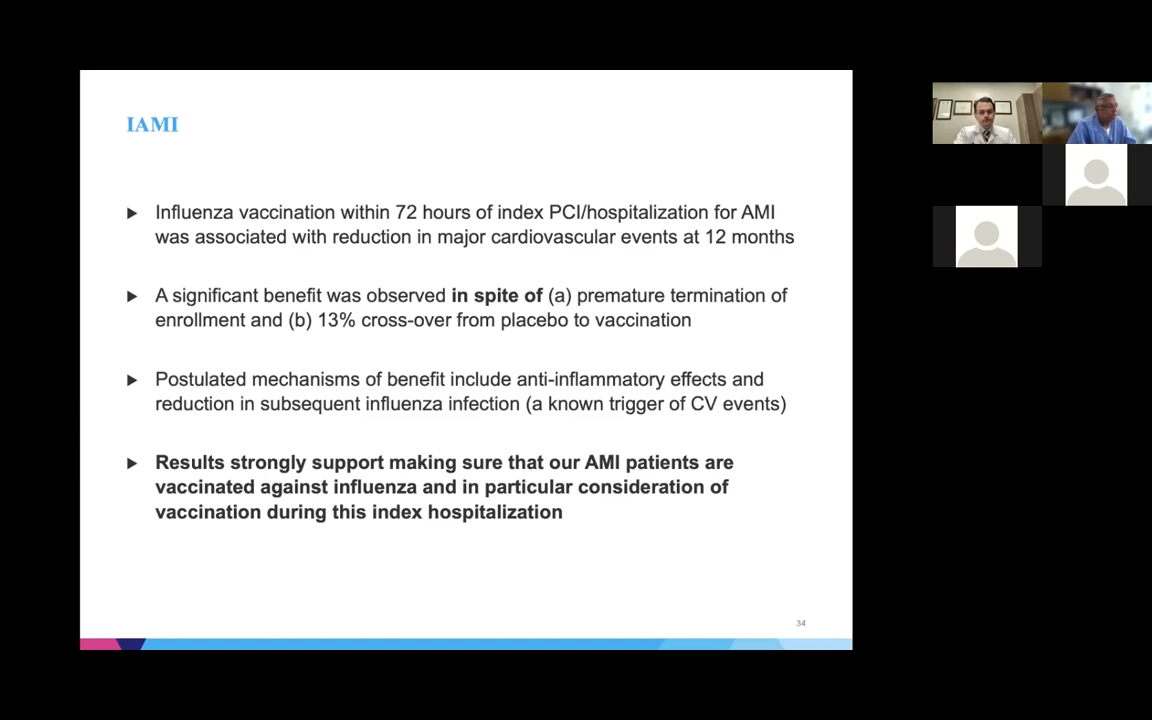 IAMI
Influenza vaccination within 72 hours of index PCI/hospitalization for AMI
was associated with reduction in major cardiovascular events at 12 months
A significant benefit was observed in spite of (a) premature termination of
enrollment and (b) 13% cross-over from placebo to vaccination
Postulated mechanisms of benefit include anti-inflammatory effects and
reduction in subsequent influenza infection (a known trigger of CV events)
Results strongly support making sure that our AMI patients are
vaccinated against influenza and in particular consideration of
vaccination during this index hospitalization
34